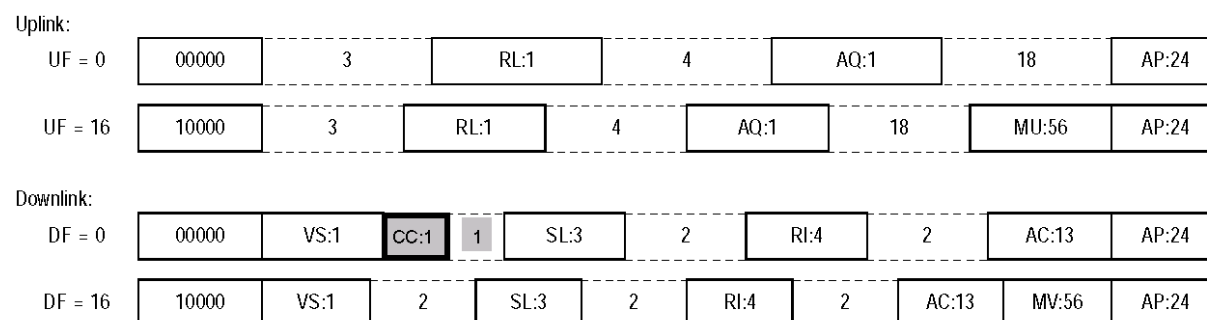 Uplink:
UF = 0 00000 3 RL:1 4 AQ:1 18 AP:24
UF = 16 10000 3 RL:1 4 AQ:1 18 MU:56 AP:24
Downlink:
DF = 0 00000 VS:1 CC:1 1 SL:3 2 RI:4 2 AC:13 AP:24
DF = 16 10000 VS:1 2 SL:3 2 RI:4 2 AC:13 MV:56 AP:24